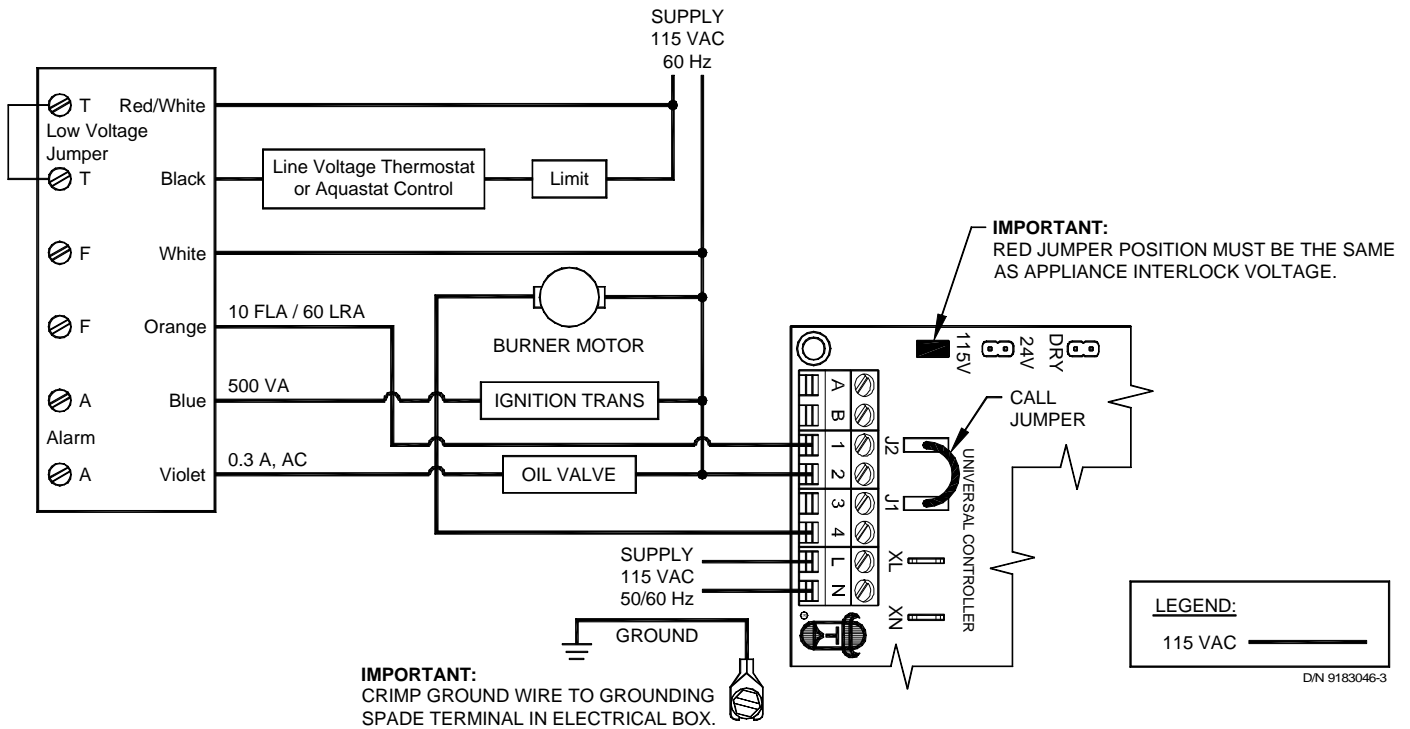 SUPPLY
115 VAC
60 Hz
T
Red/White
Low Voltage
Jumper
T
Black
Line Voltage Thermostat
or Aquastat Control
Limit
F
White
F
Orange
10 FLA / 60 LRA
BURNER MOTOR
A
Blue
500 VA
IGNITION TRANS
Alarm
A
Violet
0.3 A, AC
OIL VALVE
IMPORTANT:
RED JUMPER POSITION MUST BE THE SAME
AS APPLIANCE INTERLOCK VOLTAGE.
115V
24V
DRY
CALL
JUMPER
A
B
1
2
3
4
L
N
J2
J1
XL
XN
UNIVERSAL CONTROLLER
SUPPLY
115 VAC
50/60 Hz
GROUND
T
IMPORTANT:
CRIMP GROUND WIRE TO GROUNDING
SPADE TERMINAL IN ELECTRICAL BOX.
LEGEND:
115 VAC
D/N 9183046-3